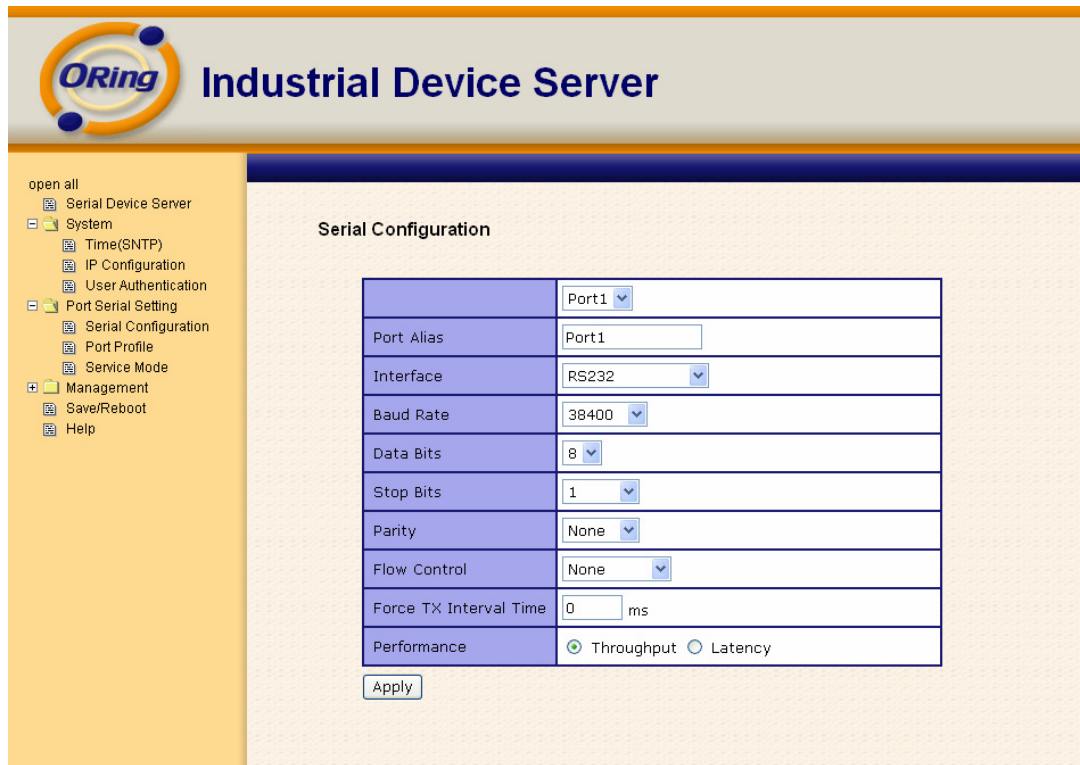 ORing
Industrial Device Server
open all
Serial Device Server
System
Time(SNTP)
IP Configuration
User Authentication
Port Serial Setting
Serial Configuration
Port Profile
Service Mode
Management
Save/Reboot
Help
Serial Configuration
Port1
Port Alias Port1
Interface RS232
Baud Rate 38400
Data Bits 8
Stop Bits 1
Parity None
Flow Control None
Force TX Interval Time 0 ms
Performance Throughput Latency
Apply